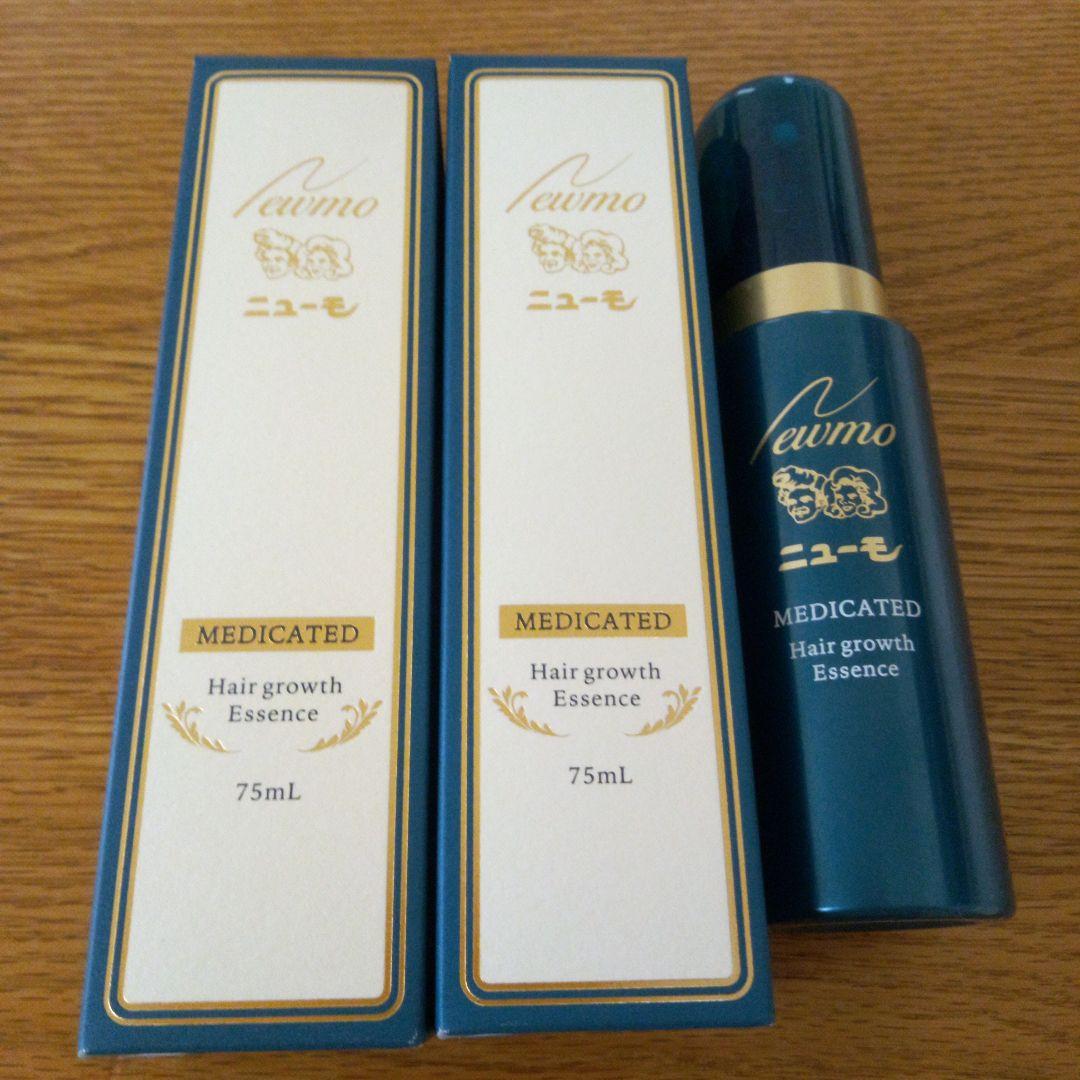 Newmo
ニューモ
MEDICATED
Hair growth
Essence
75mL
Newmo
ニューモ
MEDICATED
Hair growth
Essence
75mL
Newmo
ニューモ
MEDICATED
Hair growth
Essence